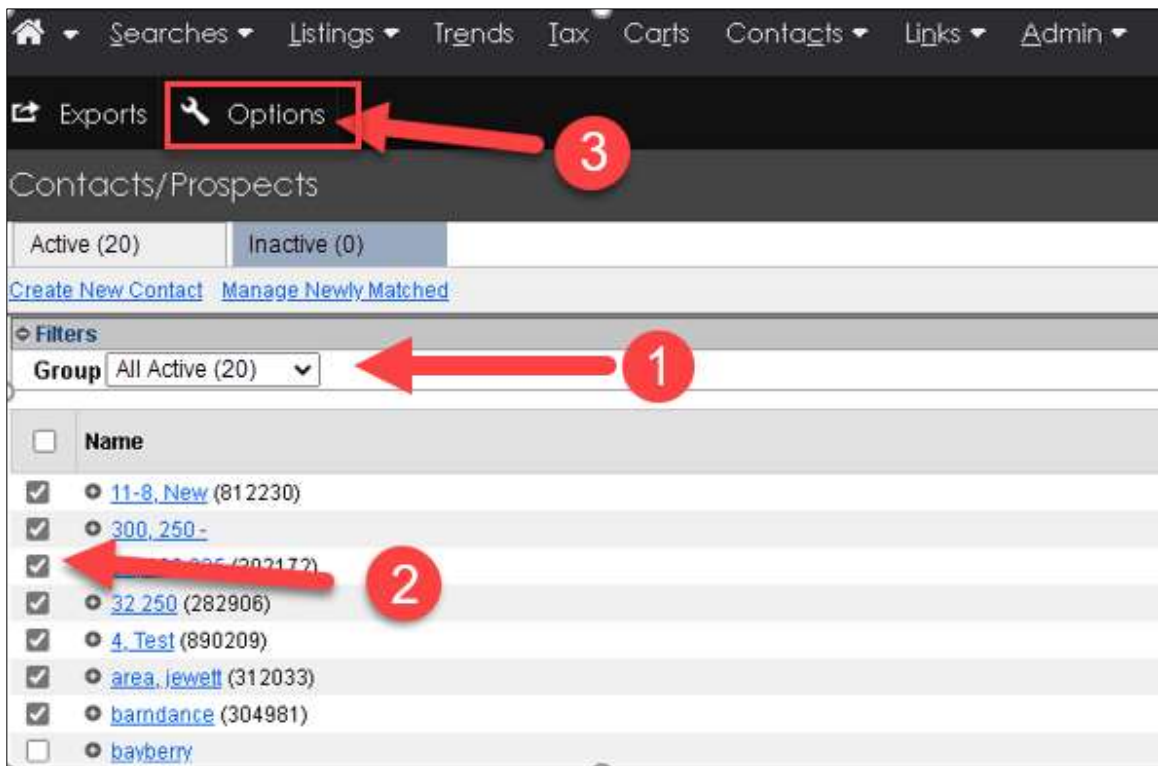 Searches Listings Trends Tax Carts Contacts Links Admin
Exports Options
3
Contacts/Prospects
Active (20) Inactive (0)
Create New Contact Manage Newly Matched
Filters
Group All Active (20)
1
Name
11-8, New (812230)
300, 250 -
2
32 250 (282906)
4, Test (890209)
area, jewett (312033)
barndance (304981)
bayberry